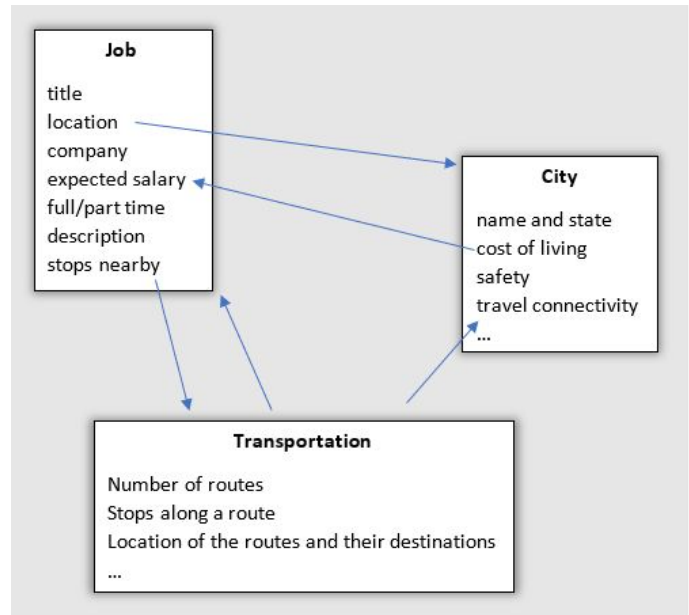 Job
title
location
company
expected salary
full/part time
description
stops nearby
City
name and state
cost of living
safety
travel connectivity
...
Transportation
Number of routes
Stops along a route
Location of the routes and their destinations
...